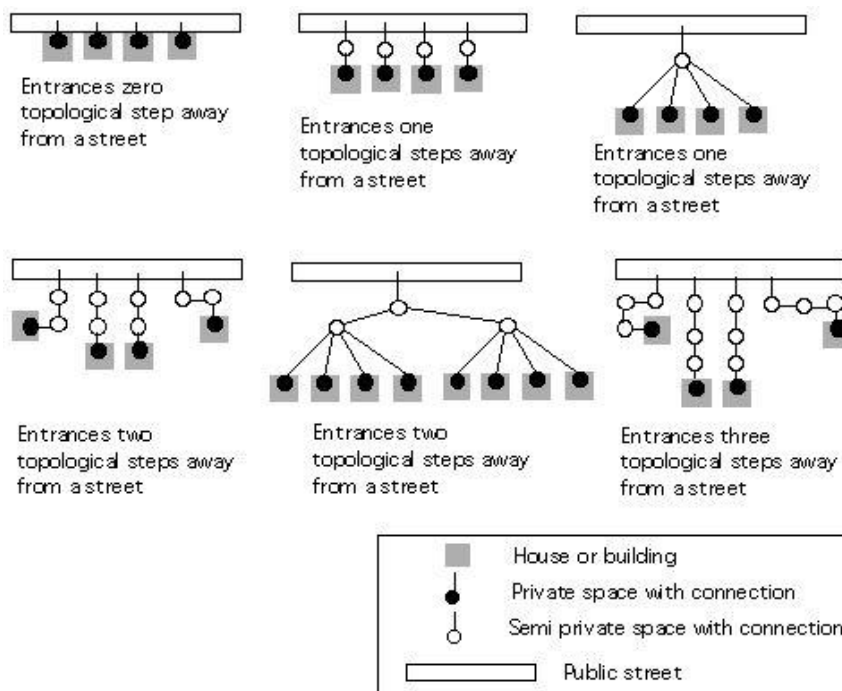 Entrances zero
topological step away
from a street
Entrances one
topological steps away
from a street
Entrances one
topological steps away
from a street
Entrances two
topological steps away
from a street
Entrances two
topological steps away
from a street
Entrances three
topological steps away
from a street
House or building
Private space with connection
Semi private space with connection
Public street